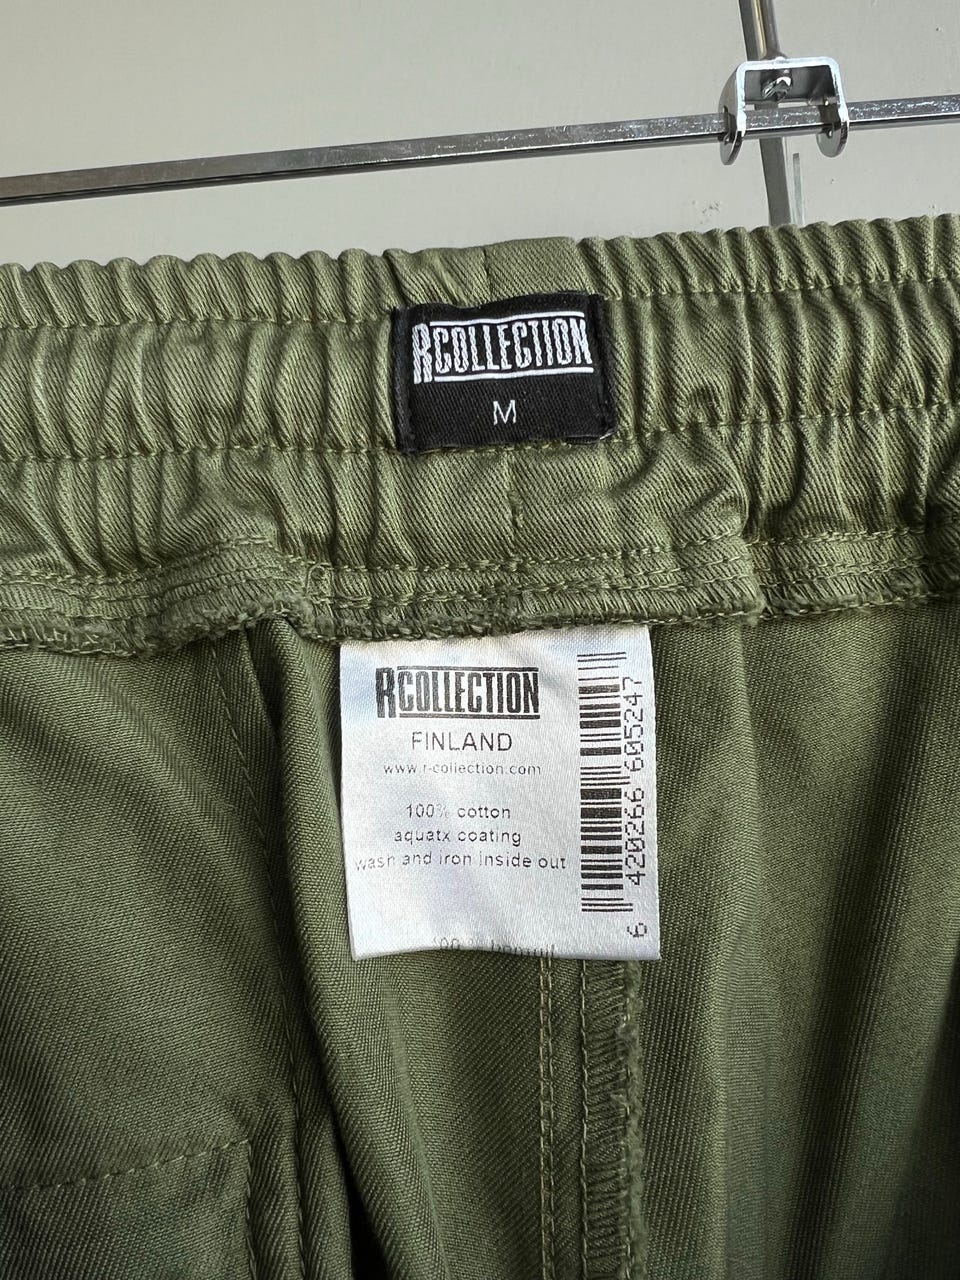 RCOLLECTION
M
RCOLLECTION
FINLAND
www.r-collection.com
100% cotton
aquatx coating
wash and iron inside out
6 420266 605247